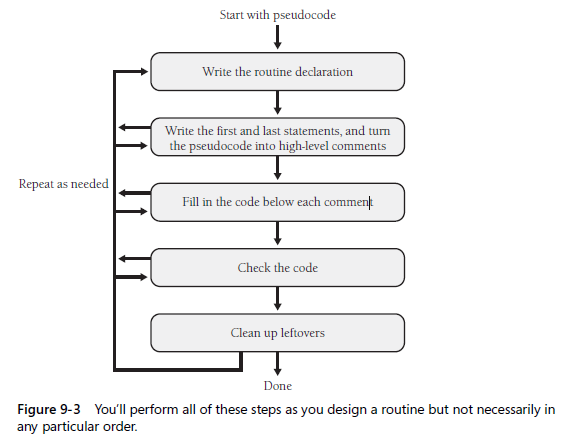 Start with pseudocode
Write the routine declaration
Write the first and last statements, and turn
the pseudocode into high-level comments
Repeat as needed
Fill in the code below each comment
Check the code
Clean up leftovers
Done
Figure 9-3 You’ll perform all of these steps as you design a routine but not necessarily in
any particular order.